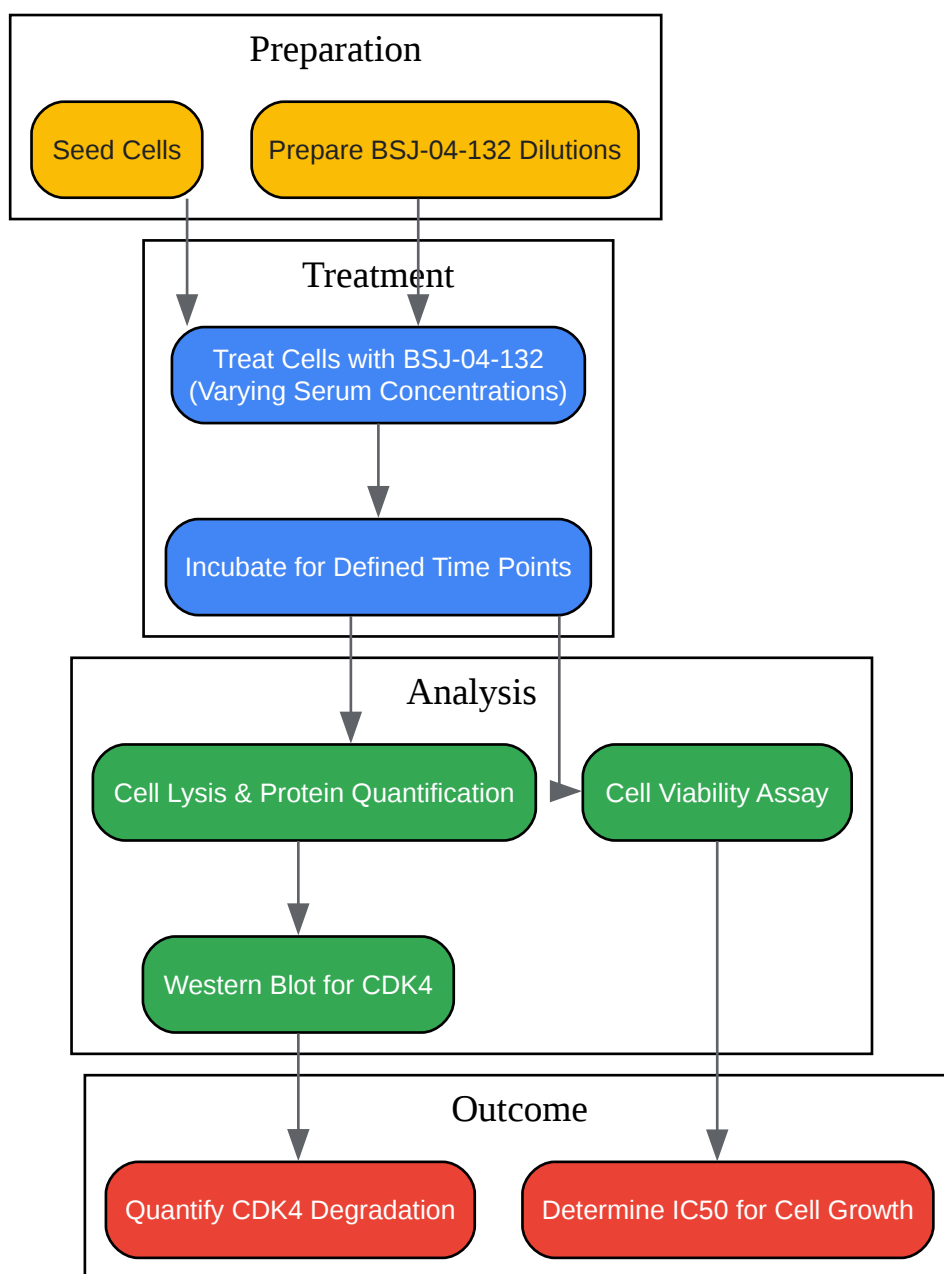 Preparation
Seed Cells
Prepare BSJ-04-132 Dilutions
Treatment
Treat Cells with BSJ-04-132
(Varying Serum Concentrations)
Incubate for Defined Time Points
Analysis
Cell Lysis & Protein Quantification
Cell Viability Assay
Western Blot for CDK4
Outcome
Quantify CDK4 Degradation
Determine IC50 for Cell Growth